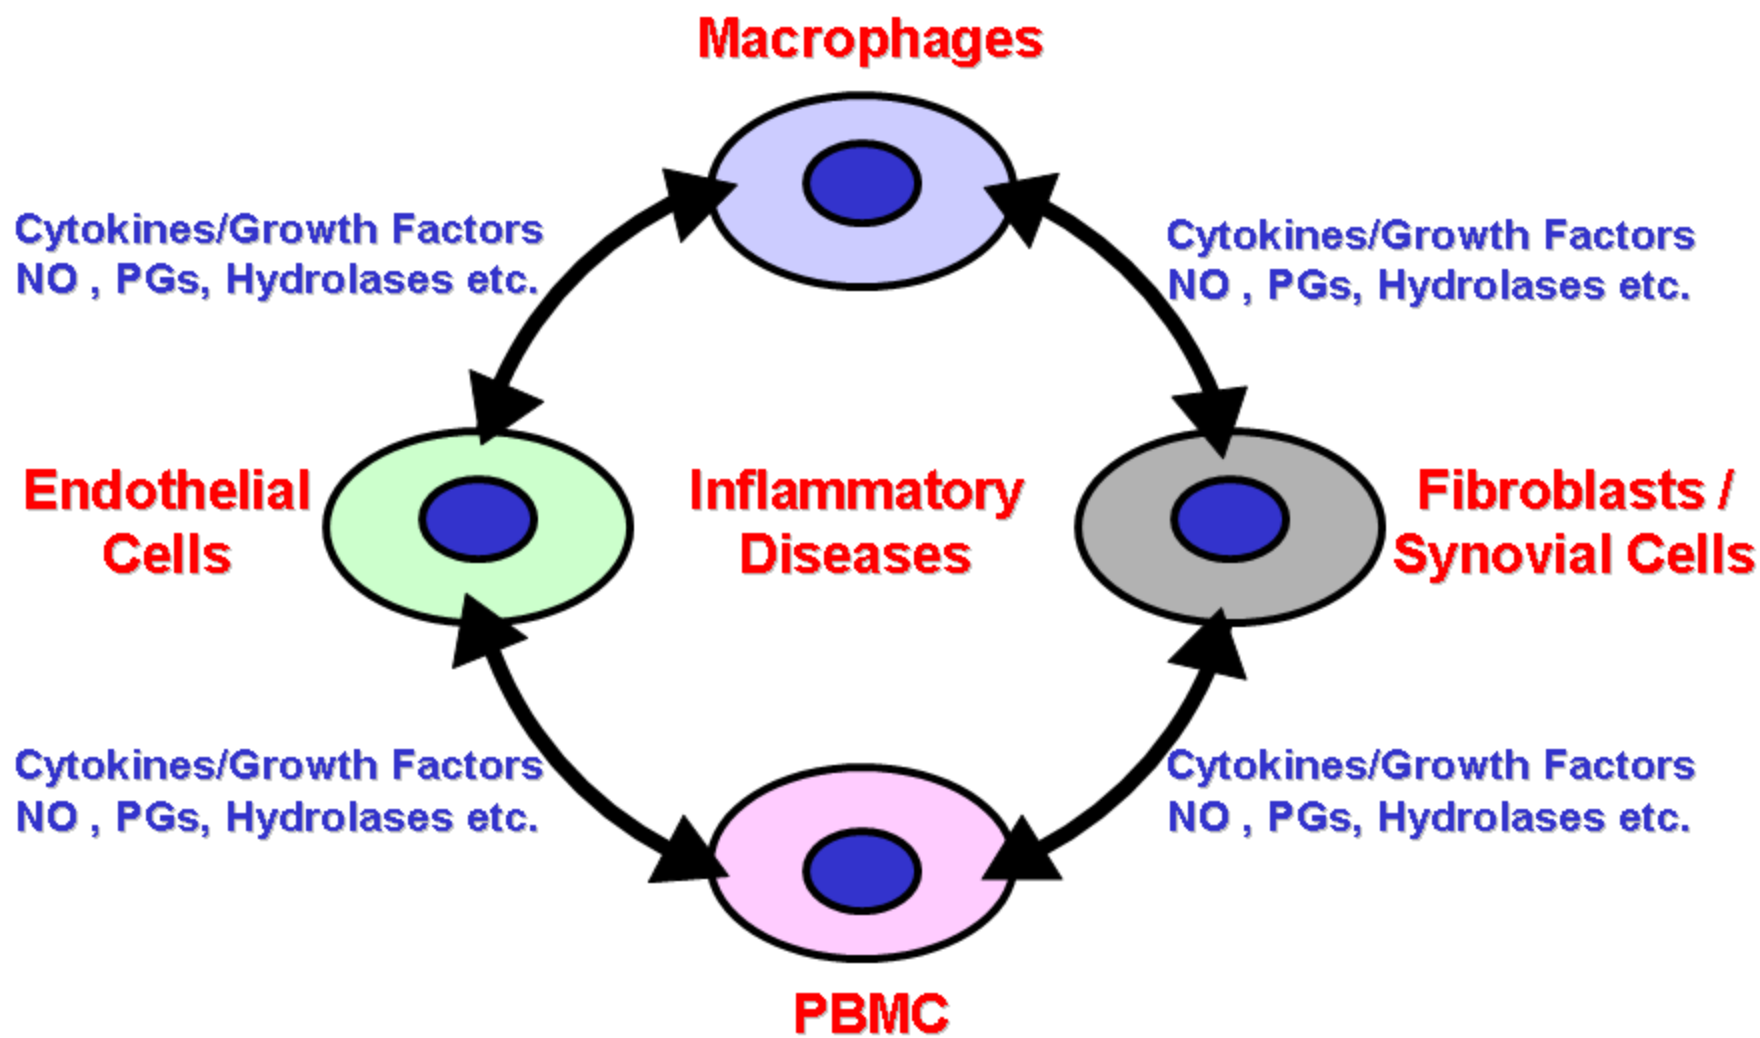 Macrophages
Cytokines/Growth Factors
NO , PGs, Hydrolases etc.
Cytokines/Growth Factors
NO , PGs, Hydrolases etc.
Endothelial
Cells
Inflammatory
Diseases
Fibroblasts /
Synovial Cells
Cytokines/Growth Factors
NO , PGs, Hydrolases etc.
Cytokines/Growth Factors
NO , PGs, Hydrolases etc.
PBMC